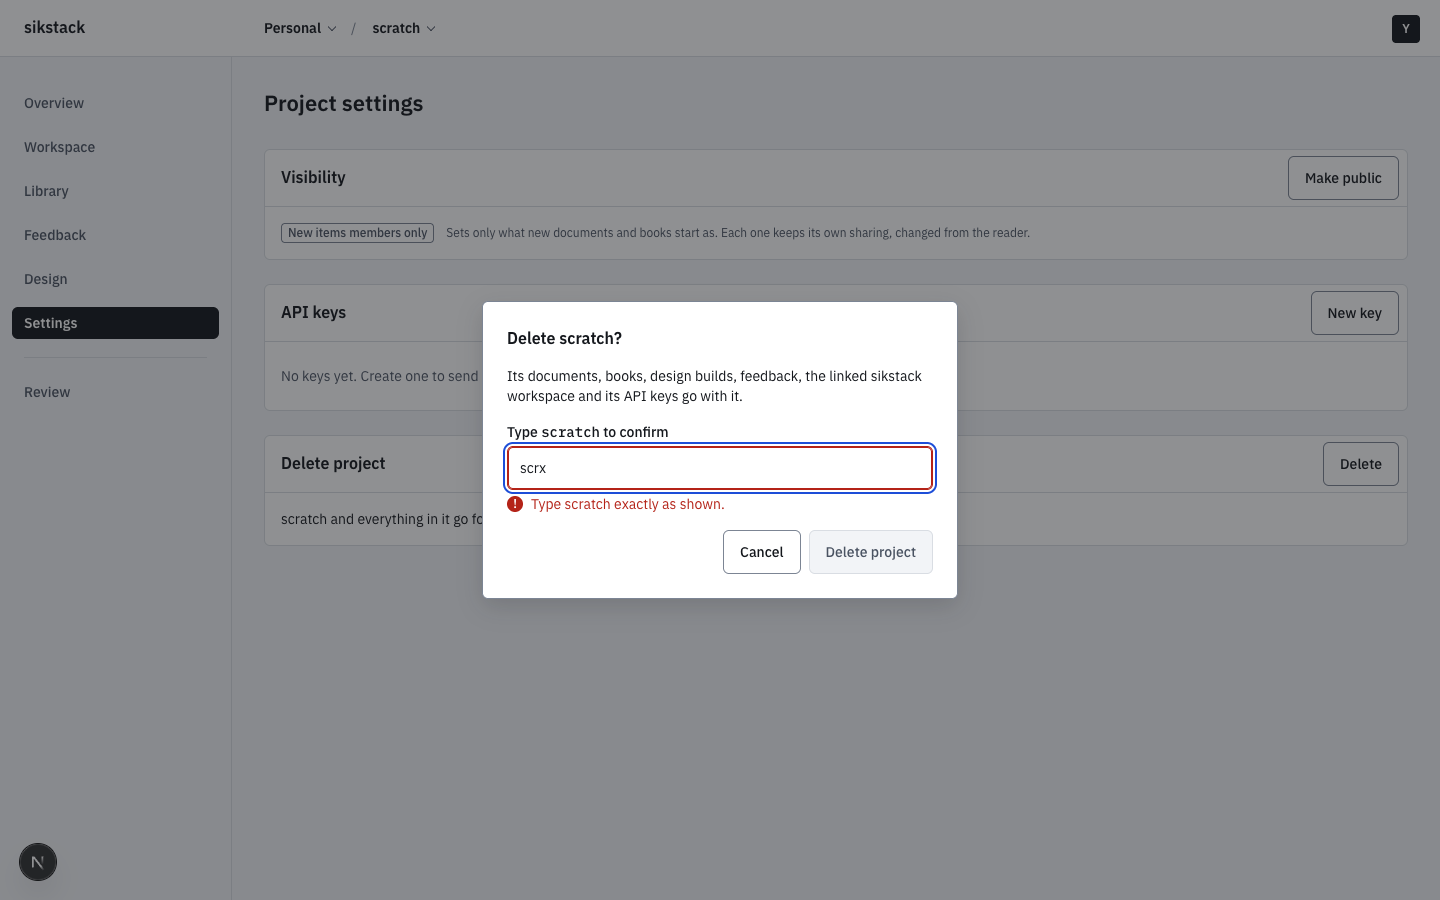 sikstack
Personal / scratch
Y
Overview
Workspace
Library
Feedback
Design
Settings
Review
Project settings
Visibility
Make public
New items members only
Sets only what new documents and books start as. Each one keeps its own sharing, changed from the reader.
API keys
New key
No keys yet. Create one to send
Delete project
Delete
scratch and everything in it go
Delete scratch?
Its documents, books, design builds, feedback, the linked sikstack
workspace and its API keys go with it.
Type scratch to confirm
scrx
! Type scratch exactly as shown.
Cancel
Delete project
N